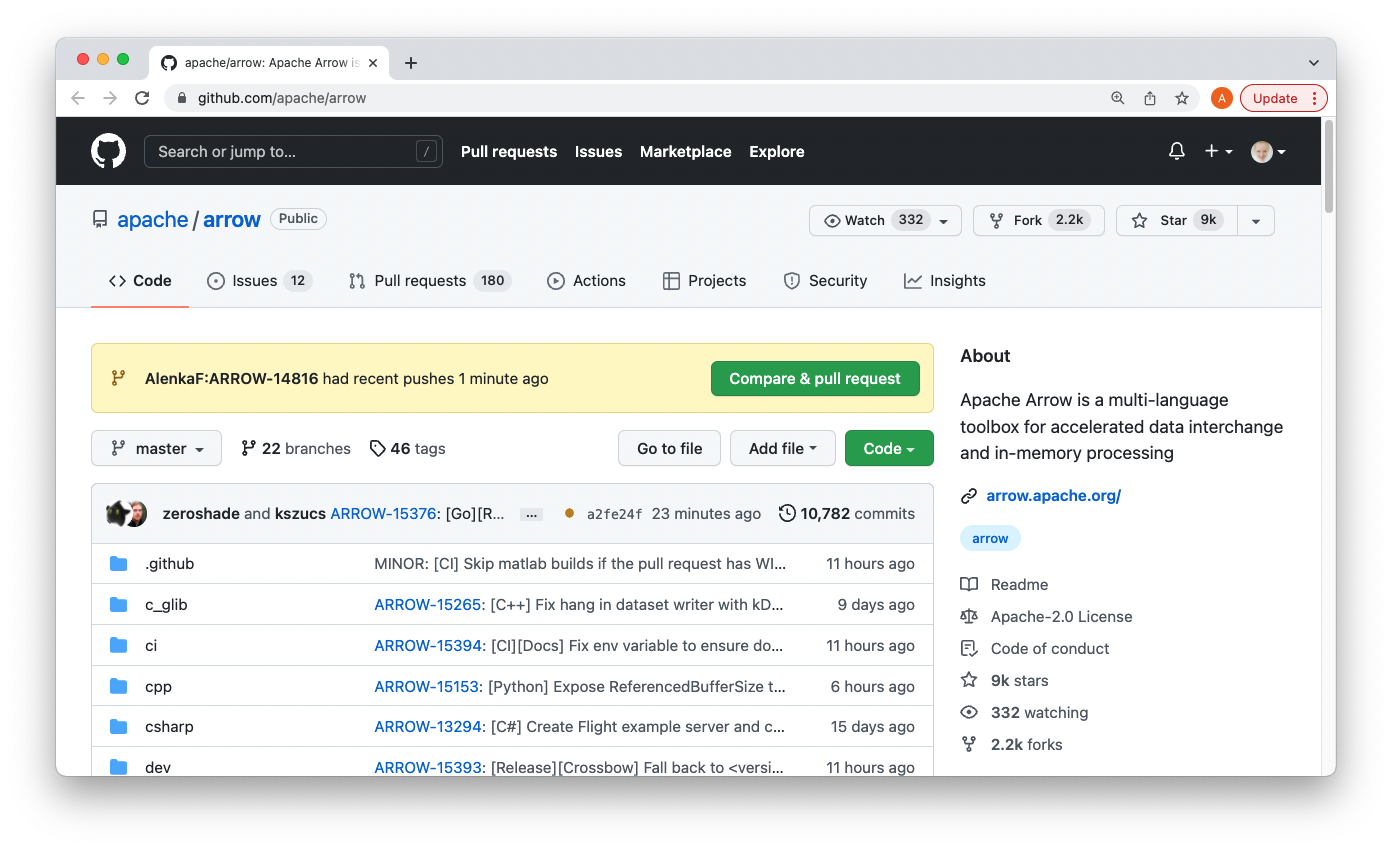 apache/arrow: Apache Arrow is
github.com/apache/arrow
A
Update
Search or jump to...
/
Pull requests
Issues
Marketplace
Explore
apache / arrow
Public
Watch 332
Fork 2.2k
Star 9k
Code
Issues 12
Pull requests 180
Actions
Projects
Security
Insights
AlenkaF:ARROW-14816 had recent pushes 1 minute ago
Compare & pull request
master
22 branches
46 tags
Go to file
Add file
Code
zeroshade and kszucs ARROW-15376: [Go][R... ... a2fe24f 23 minutes ago 10,782 commits
.github MINOR: [CI] Skip matlab builds if the pull request has WI... 11 hours ago
c_glib ARROW-15265: [C++] Fix hang in dataset writer with kD... 9 days ago
ci ARROW-15394: [CI][Docs] Fix env variable to ensure do... 11 hours ago
cpp ARROW-15153: [Python] Expose ReferencedBufferSize t... 6 hours ago
csharp ARROW-13294: [C#] Create Flight example server and c... 15 days ago
dev ARROW-15393: [Release][Crossbow] Fall back to <versi... 11 hours ago
About
Apache Arrow is a multi-language
toolbox for accelerated data interchange
and in-memory processing
arrow.apache.org/
arrow
Readme
Apache-2.0 License
Code of conduct
9k stars
332 watching
2.2k forks